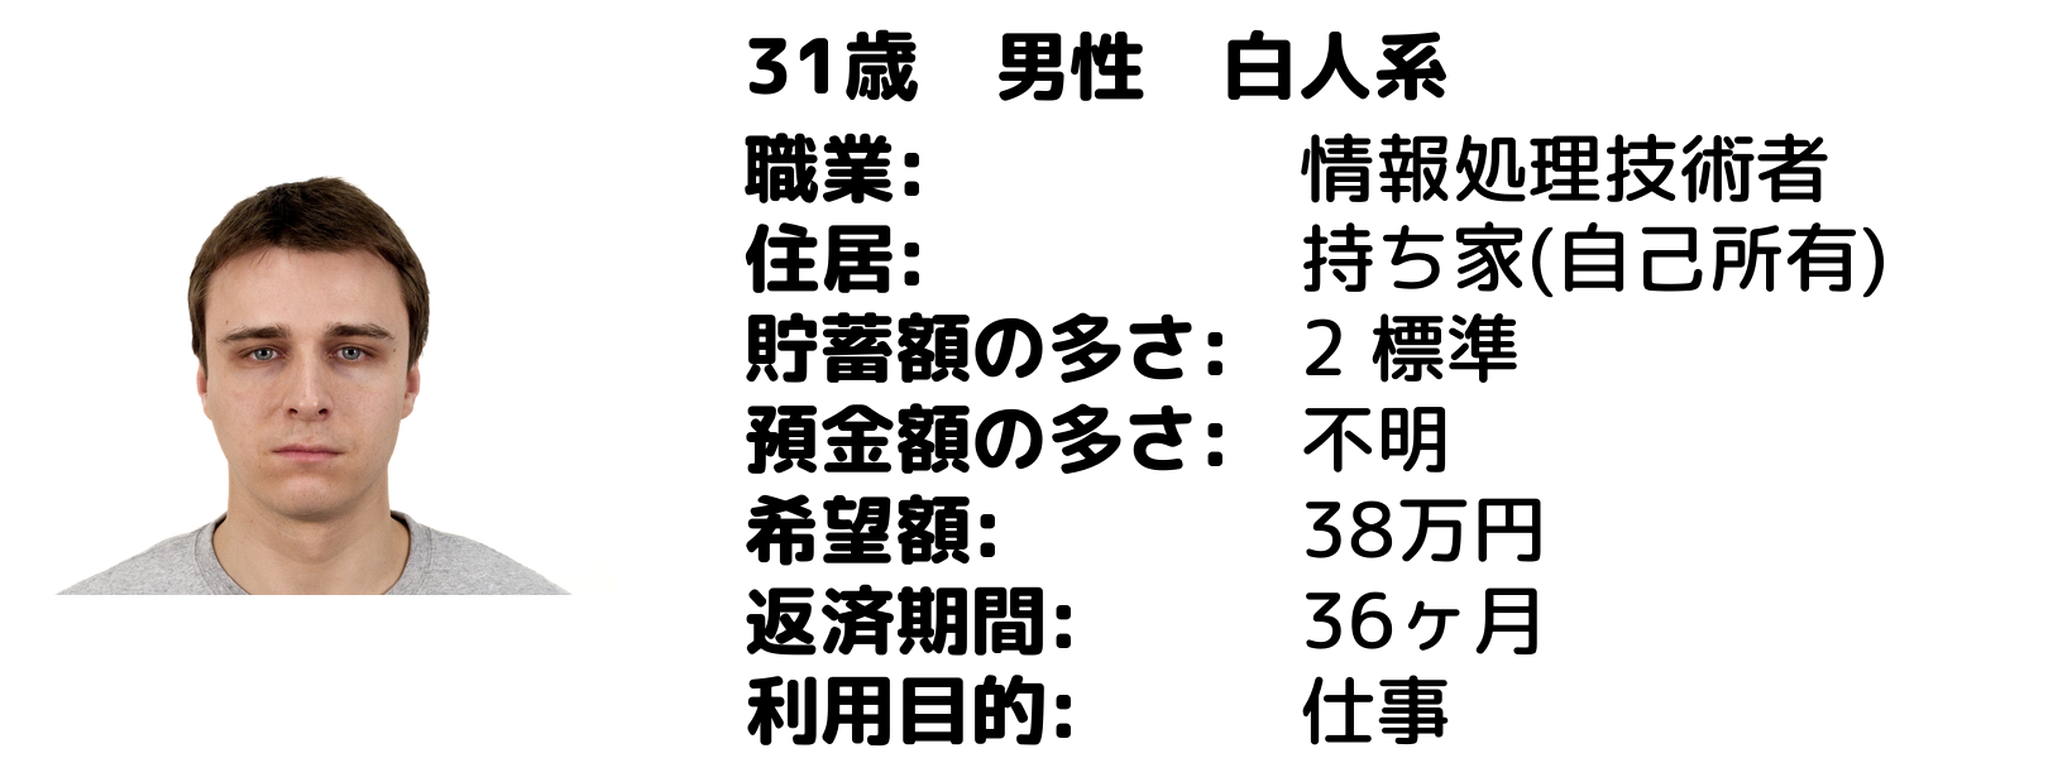 31歳　男性　白人系
職業: 情報処理技術者
住居: 持ち家(自己所有)
貯蓄額の多さ: 2 標準
預金額の多さ: 不明
希望額: 38万円
返済期間: 36ヶ月
利用目的: 仕事